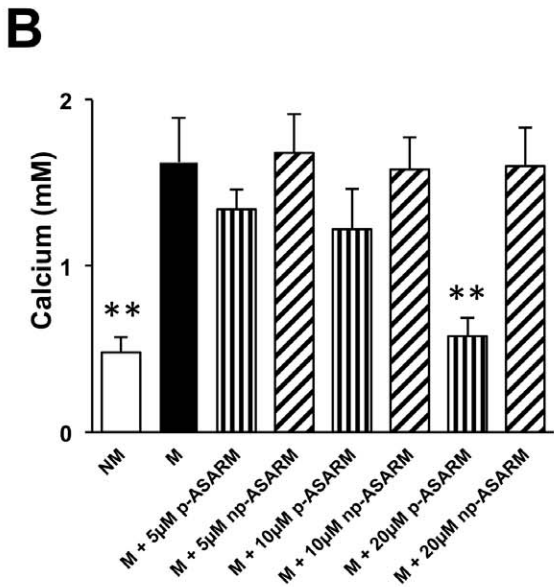 B
Calcium (mM)
2
1
0
**
**
NM
M
M + 5μM p-ASARM
M + 5μM np-ASARM
M + 10μM p-ASARM
M + 10μM np-ASARM
M + 20μM p-ASARM
M + 20μM np-ASARM